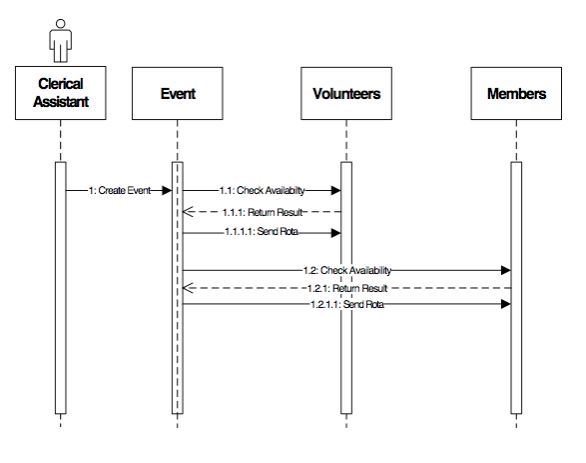 Clerical
Assistant
Event
Volunteers
Members
1: Create Event
1.1: Check Availabilty
1.1.1: Return Result
1.1.1.1: Send Rota
1.2: Check Availability
1.2.1: Return Result
1.2.1.1: Send Rota